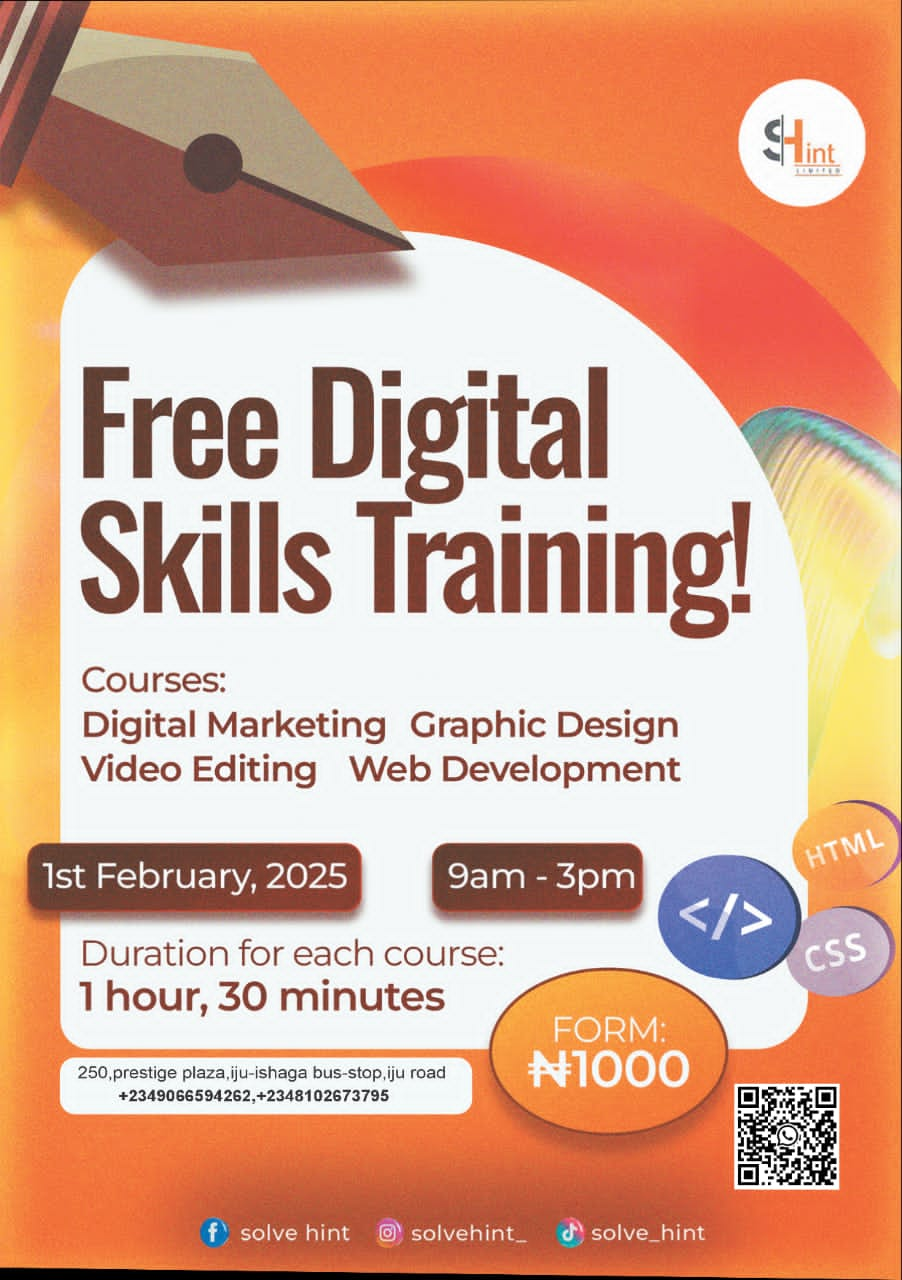 SHint
LIMITED
Free Digital
Skills Training!
Courses:
Digital Marketing Graphic Design
Video Editing Web Development
1st February, 2025 9am - 3pm
HTML
</>
CSS
Duration for each course:
1 hour, 30 minutes
FORM:
₦1000
250,prestige plaza,iju-ishaga bus-stop,iju road
+2349066594262,+2348102673795
solve hint solvehint_ solve_hint